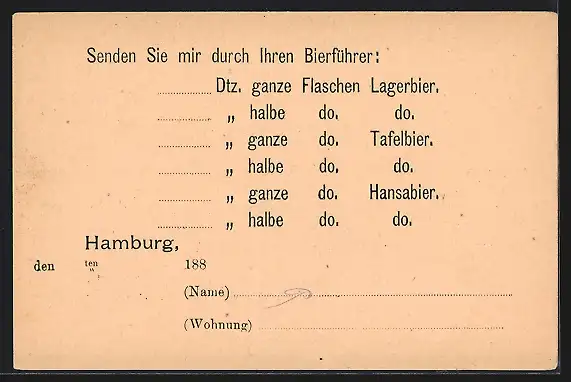 Senden Sie mir durch Ihren Bierführer:
Dtz. ganze Flaschen Lagerbier.
„ halbe do. do.
„ ganze do. Tafelbier.
„ halbe do. do.
„ ganze do. Hansabier.
„ halbe do. do.
Hamburg,
den ten 188
(Name)
(Wohnung)